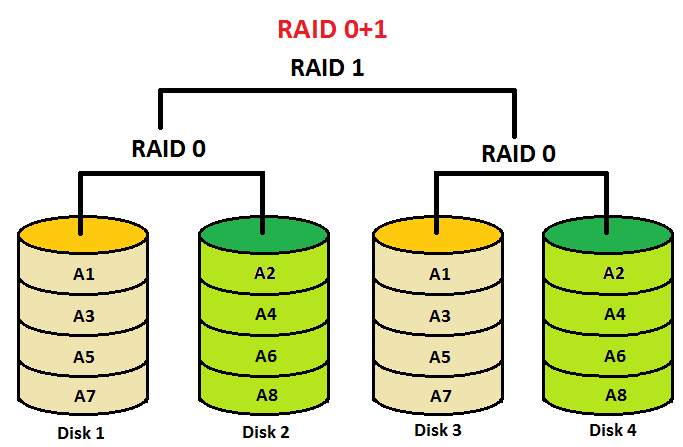 RAID 0+1
RAID 1
RAID 0
RAID 0
A1
A3
A5
A7
Disk 1
A2
A4
A6
A8
Disk 2
A1
A3
A5
A7
Disk 3
A2
A4
A6
A8
Disk 4